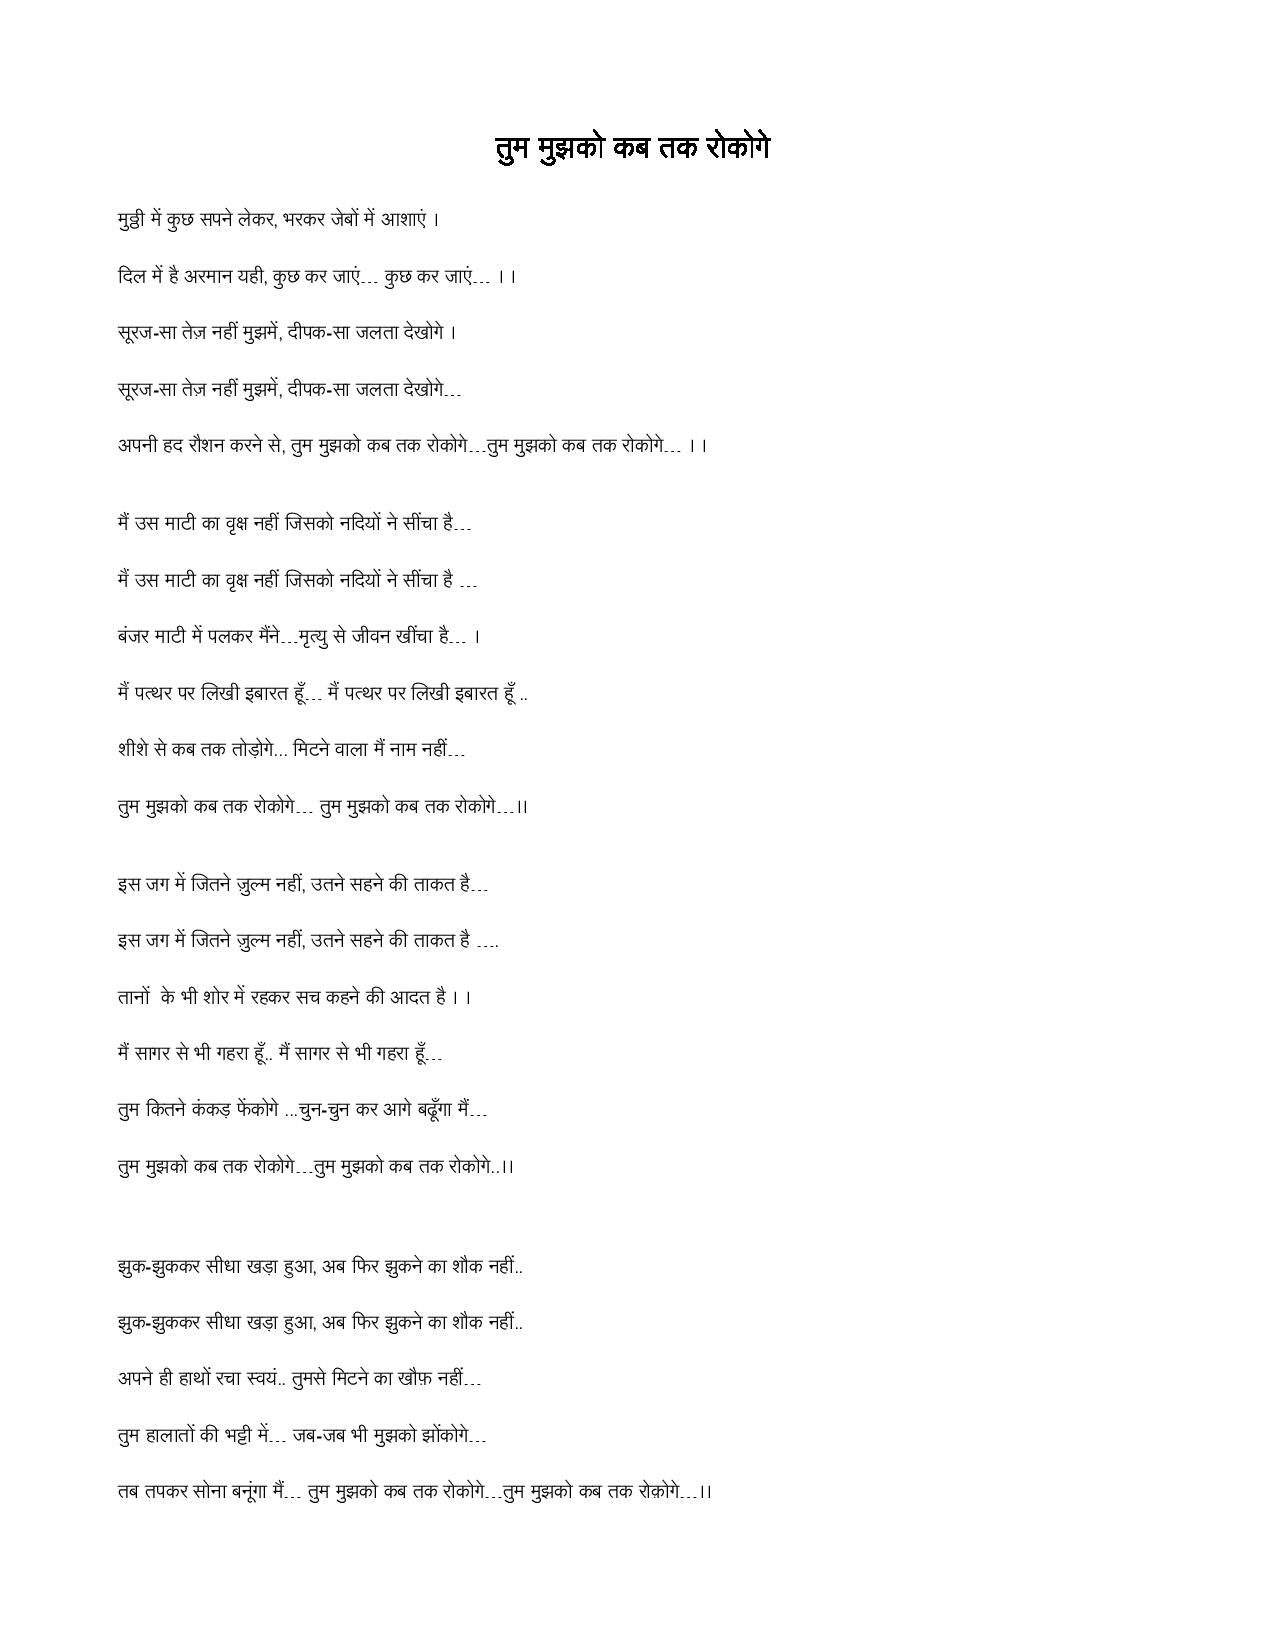 तुम मुझको कब तक रोकोगे
मुठ्ठी में कुछ सपने लेकर, भरकर जेबों में आशाएं ।
दिल में है अरमान यही, कुछ कर जाएं… कुछ कर जाएं… । ।
सूरज-सा तेज़ नहीं मुझमें, दीपक-सा जलता देखोगे ।
सूरज-सा तेज़ नहीं मुझमें, दीपक-सा जलता देखोगे…
अपनी हद रौशन करने से, तुम मुझको कब तक रोकोगे…तुम मुझको कब तक रोकोगे… । ।
मैं उस माटी का वृक्ष नहीं जिसको नदियों ने सींचा है…
मैं उस माटी का वृक्ष नहीं जिसको नदियों ने सींचा है …
बंजर माटी में पलकर मैंने…मृत्यु से जीवन खींचा है… ।
मैं पत्थर पर लिखी इबारत हूँ… मैं पत्थर पर लिखी इबारत हूँ ..
शीशे से कब तक तोड़ोगे... मिटने वाला मैं नाम नहीं…
तुम मुझको कब तक रोकोगे… तुम मुझको कब तक रोकोगे…।।
इस जग में जितने ज़ुल्म नहीं, उतने सहने की ताकत है…
इस जग में जितने ज़ुल्म नहीं, उतने सहने की ताकत है ….
तानों  के भी शोर में रहकर सच कहने की आदत है । ।
मैं सागर से भी गहरा हूँ.. मैं सागर से भी गहरा हूँ…
तुम कितने कंकड़ फेंकोगे ...चुन-चुन कर आगे बढ़ूँगा मैं…
तुम मुझको कब तक रोकोगे…तुम मुझको कब तक रोकोगे..।।
झुक-झुककर सीधा खड़ा हुआ, अब फिर झुकने का शौक नहीं..
झुक-झुककर सीधा खड़ा हुआ, अब फिर झुकने का शौक नहीं..
अपने ही हाथों रचा स्वयं.. तुमसे मिटने का खौफ़ नहीं…
तुम हालातों की भट्टी में… जब-जब भी मुझको झोंकोगे…
तब तपकर सोना बनूंगा मैं… तुम मुझको कब तक रोकोगे…तुम मुझको कब तक रोक़ोगे…।।